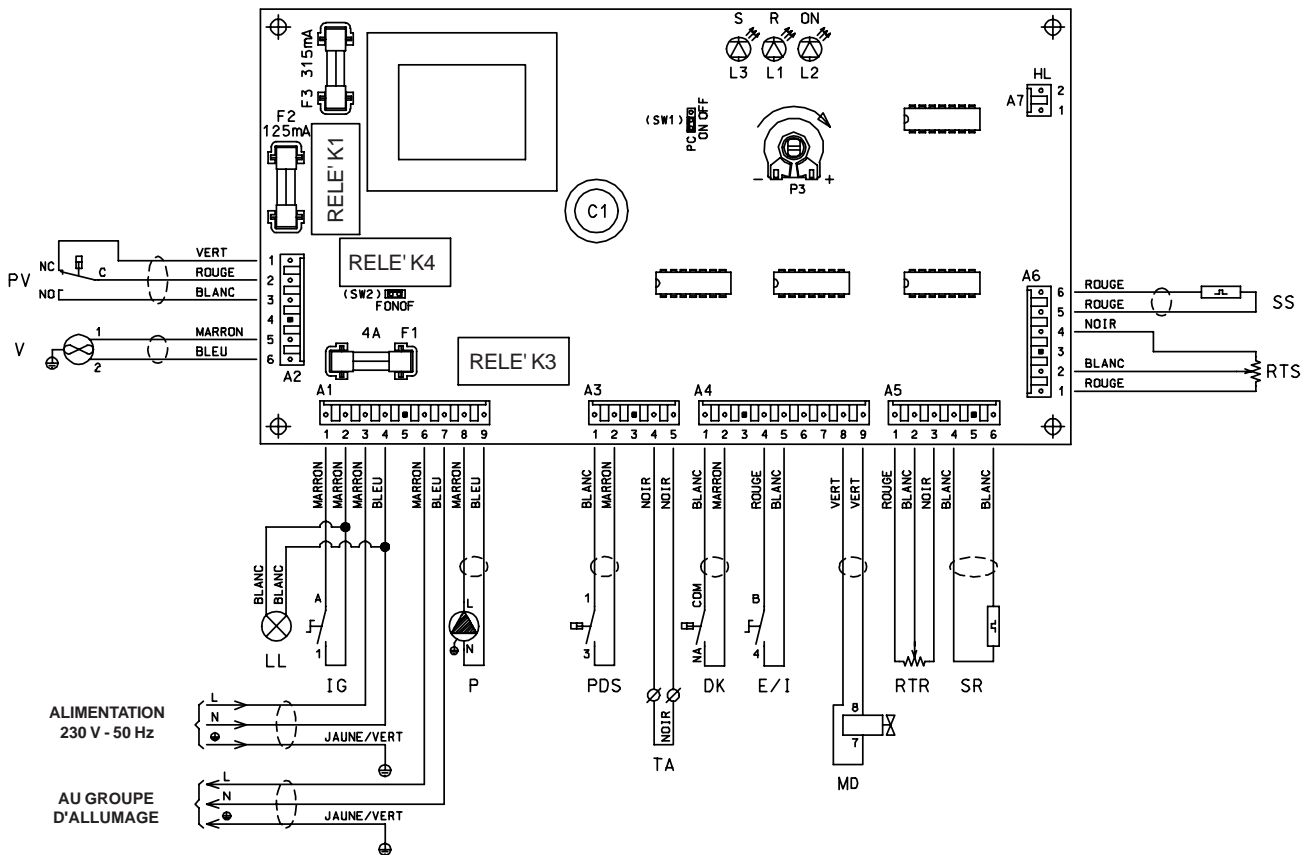 S R ON
L3 L1 L2
F3 315mA
F2
125mA
RELE' K1
RELE' K4
(SW2)
FONOF
4A F1
RELE' K3
C1
(SW1)
PC
ON OFF
- P3 +
HL
A7
2
1
PV
NC
C
NO
VERT
ROUGE
BLANC
1
2
3
4
5
6
V
1
2
MARRON
BLEU
A2
A6
6
5
4
3
2
1
ROUGE
ROUGE
NOIR
BLANC
ROUGE
SS
RTS
A1
1 2 3 4 5 6 7 8 9
A3
1 2 3 4 5
A4
1 2 3 4 5 6 7 8 9
A5
1 2 3 4 5 6
MARRON
MARRON
MARRON
BLEU
MARRON
BLEU
MARRON
BLEU
BLANC
MARRON
NOIR
NOIR
BLANC
MARRON
ROUGE
BLANC
VERT
VERT
ROUGE
BLANC
NOIR
BLANC
BLANC
BLANC
BLANC
LL
A
1
IG
L
N
P
1
3
PDS
NOIR
TA
COM
NA
DK
B
4
E/I
8
7
MD
RTR
SR
ALIMENTATION
230 V - 50 Hz
L
N
JAUNE/VERT
AU GROUPE
D'ALLUMAGE
L
N
JAUNE/VERT